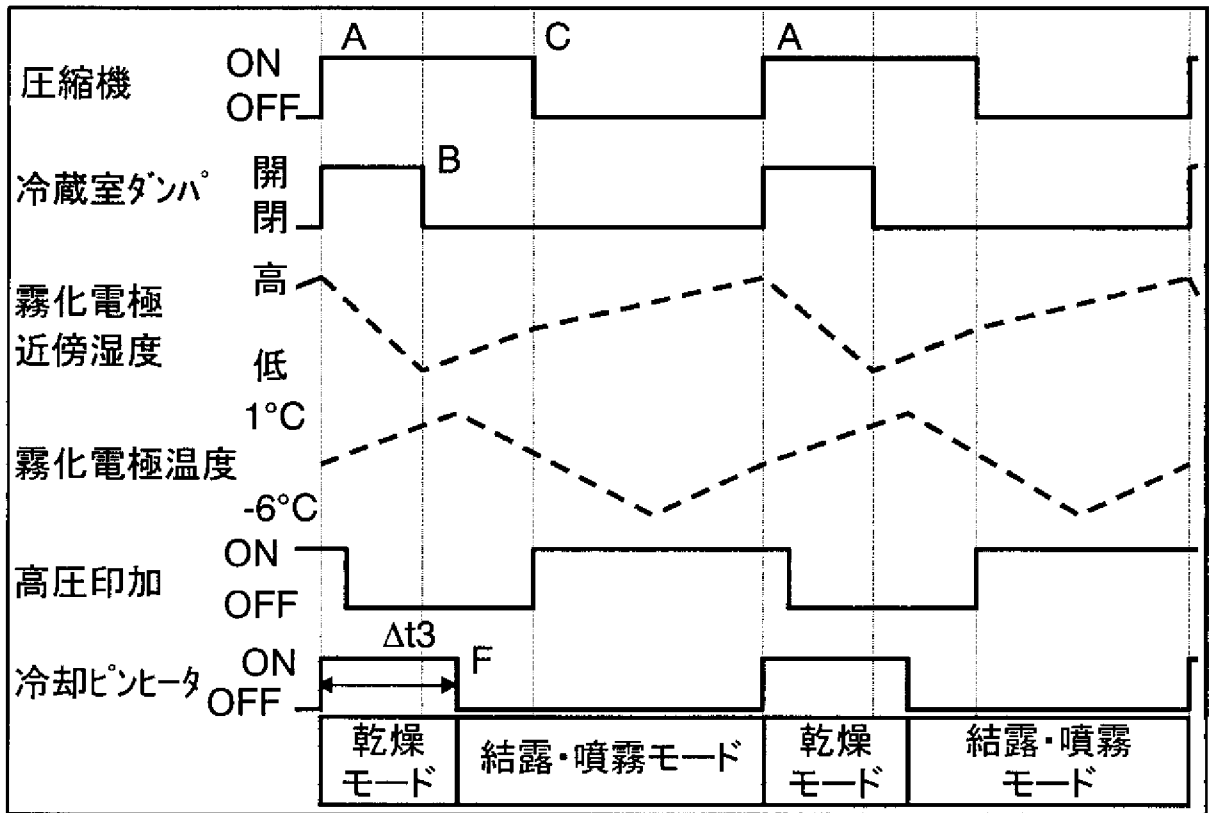 A C A
圧縮機 ON
OFF
冷蔵室ダンパ 開 B
閉
霧化電極 高
近傍湿度 低
1°C
霧化電極温度
-6°C
高圧印加 ON
OFF
Δt3
冷却ピンヒータ ON F
OFF
乾燥
モード
結露・噴霧モード
乾燥
モード
結露・噴霧
モード